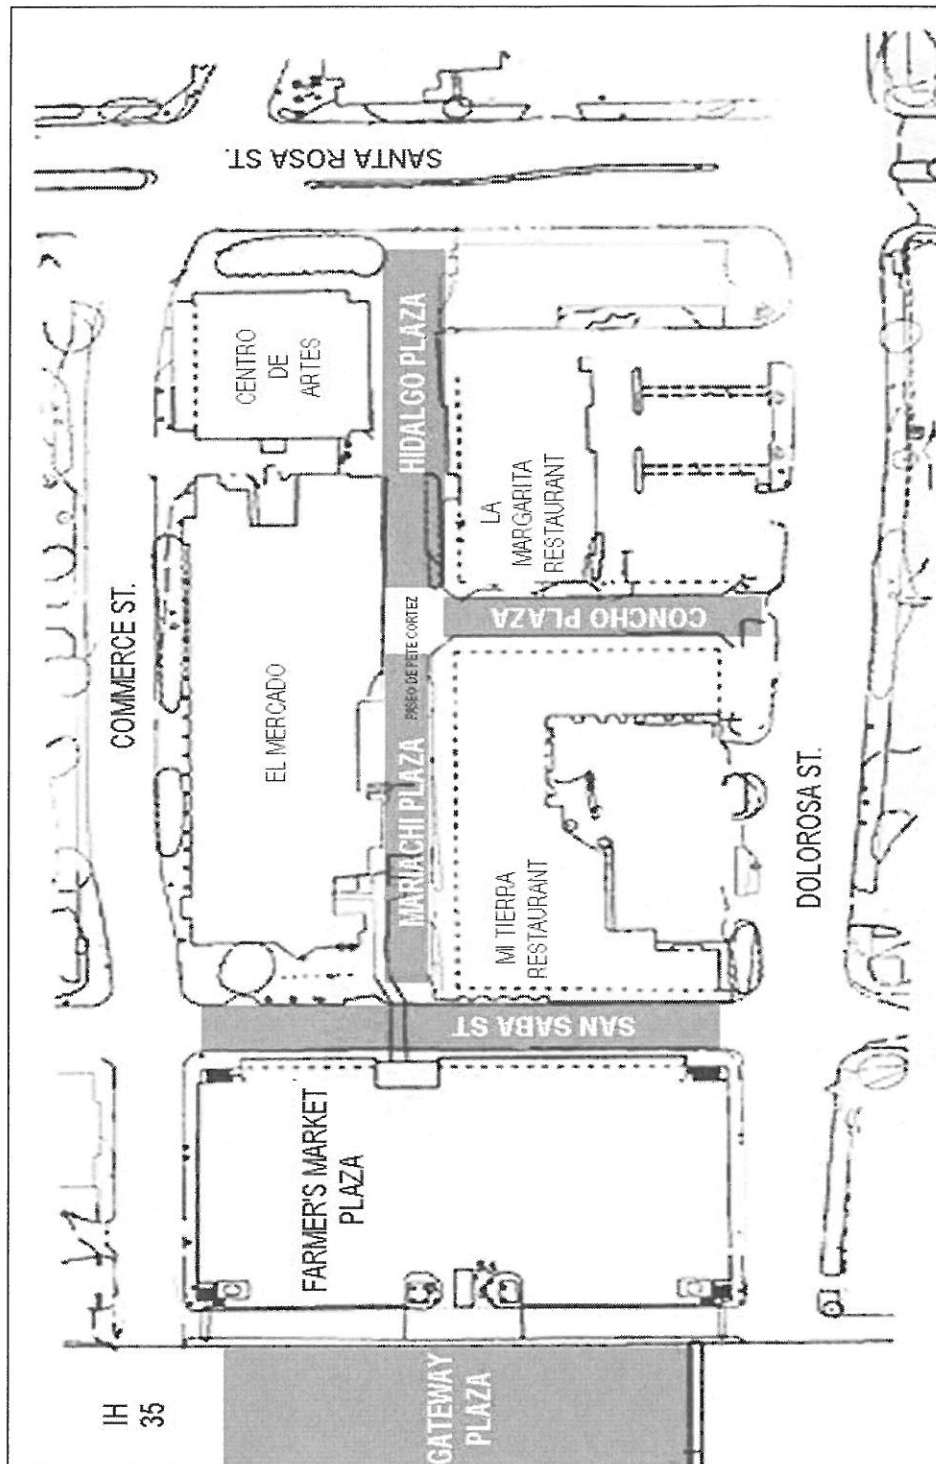 SANTA ROSA ST.
CENTRO
DE
ARTES
HIDALGO PLAZA
LA
MARGARITA
RESTAURANT
COMMERCE ST.
EL MERCADO
PASEO DE PETE CORTEZ
CONCHO PLAZA
MARIACHI PLAZA
MI TIERRA
RESTAURANT
DOLOROSA ST.
SAN SABA ST
FARMER'S MARKET
PLAZA
IH
35
GATEWAY
PLAZA